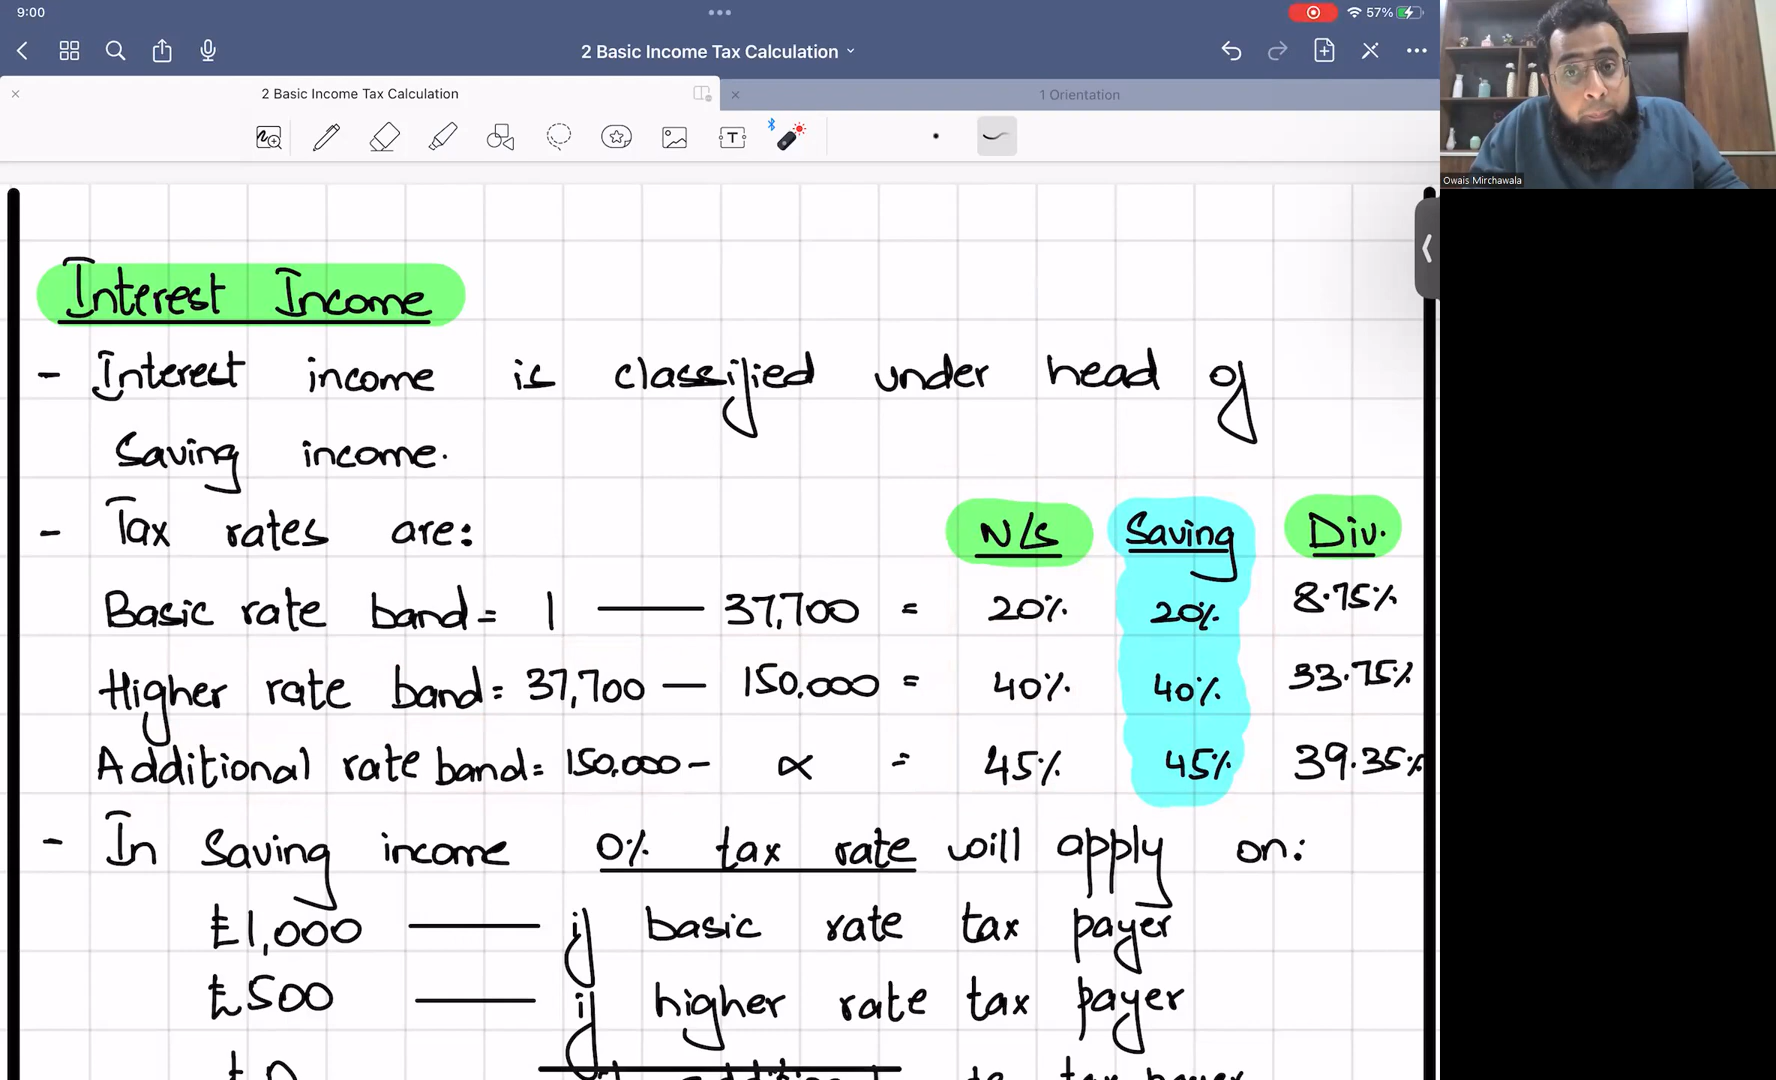 9:00
57%
2 Basic Income Tax Calculation
2 Basic Income Tax Calculation
1 Orientation
T
Owais Mirchawala
Interest Income
- Interest income is classified under head of
Saving income.
- Tax rates are: N/S Saving Div.
Basic rate band = 1 — 37,700 = 20% 20% 8.75%
Higher rate band = 37,700 — 150,000 = 40% 40% 33.75%
Additional rate band = 150,000 - ∝ = 45% 45% 39.35%
- In Saving income 0% tax rate will apply on:
£1,000 — if basic rate tax payer
£500 — if higher rate tax payer